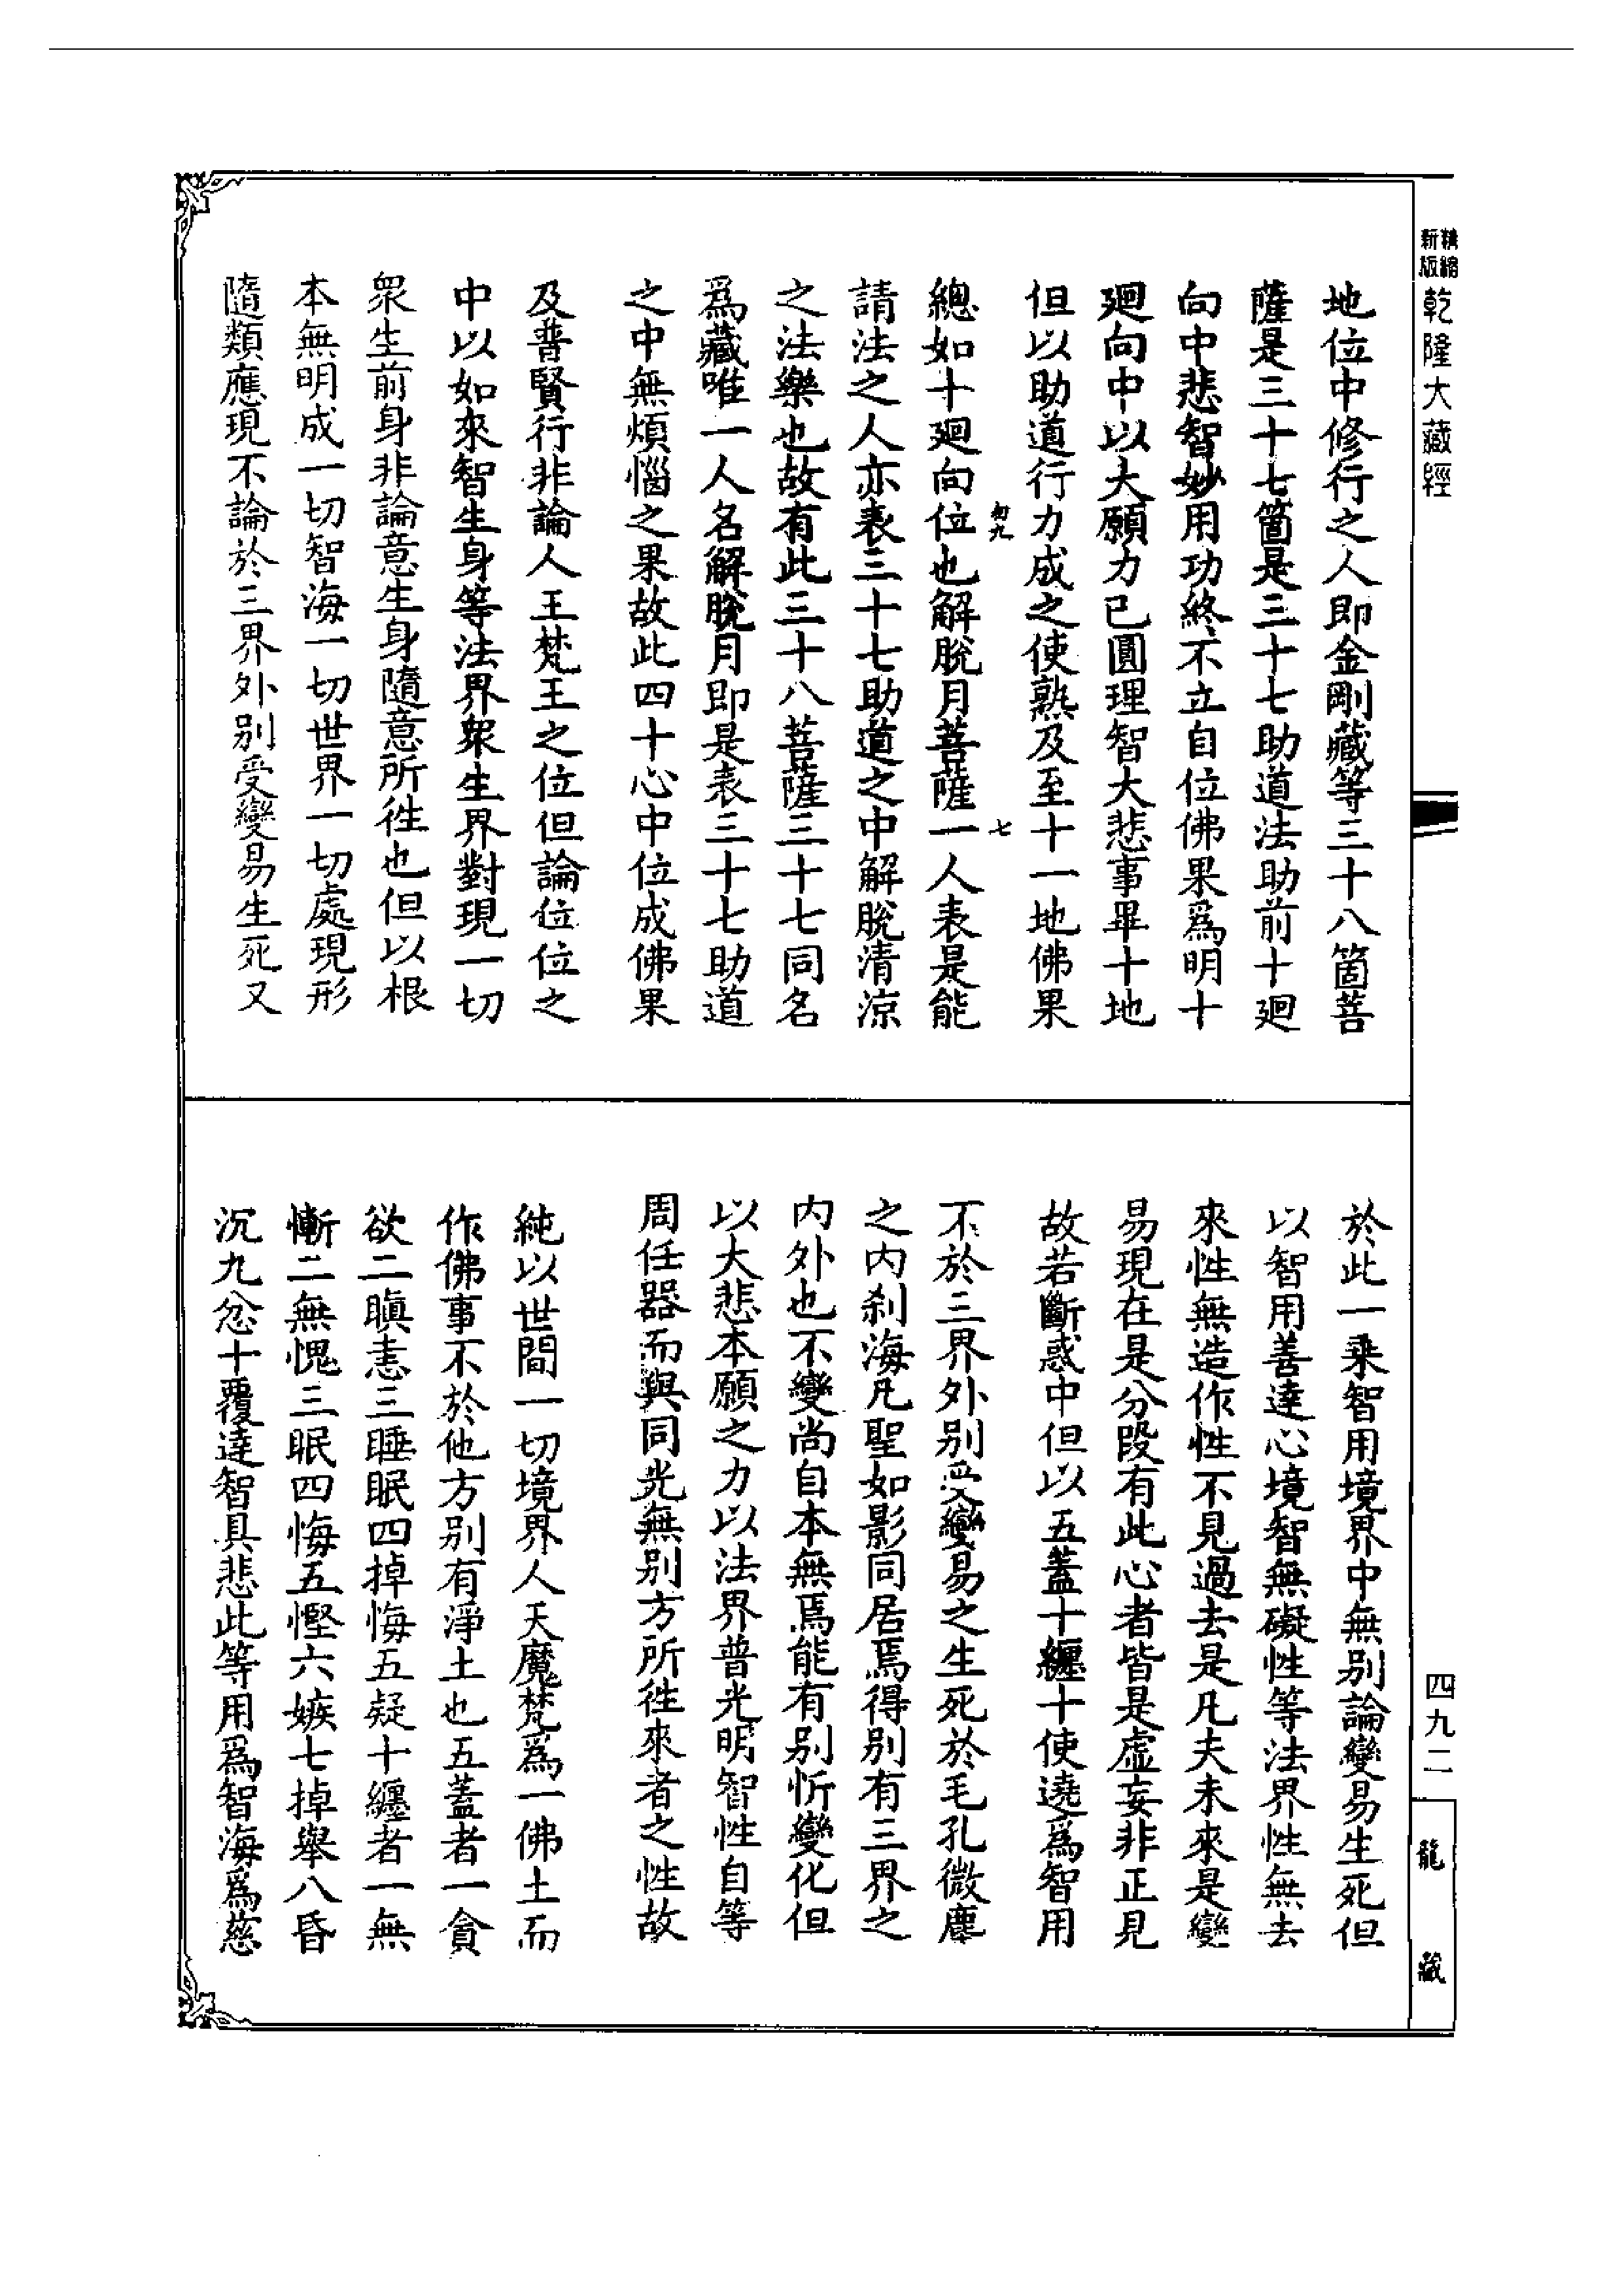 精縮
新版
乾隆大藏經
地位中修行之人即金剛藏等三十八箇菩
薩是三十七箇是三十七助道法助前十廻
向中悲智妙用功終不立自位佛果爲明十
廻向中以大願力已圓理智大悲事畢十地
但以助道行力成之使熟及至十一地佛果
勿九
七
總如十廻向位也解脫月菩薩一人表是能
請法之人亦表三十七助道之中解脫清涼
之法樂也故有此三十八菩薩三十七同名
爲藏唯一人名解脫月即是表三十七助道
之中無煩惱之果故此四十心中位成佛果
及普賢行非論人王梵王之位但論位位之
中以如來智生身等法界衆生界對現一切
衆生前身非論意生身隨意所徃也但以根
本無明成一切智海一切世界一切處現形
隨類應現不論於三界外别受變易生死又
於此一乘智用境界中無别論變易生死但
以智用善達心境智無礙性等法界性無去
來性無造作性不見過去是凡夫未來是變
易現在是分段有此心者皆是虛妄非正見
故若斷惑中但以五蓋十纏十使遶爲智用
不於三界外别受變易之生死於毛孔微塵
之内刹海凡聖如影同居焉得别有三界之
内外也不變尚自本無焉能有别忻變化但
以大悲本願之力以法界普光明智性自等
周任器而與同光無别方所徃來者之性故
純以世間一切境界人天魔梵爲一佛土而
作佛事不於他方别有淨土也五蓋者一貪
欲二瞋恚三睡眠四掉悔五疑十纏者一無
慚二無愧三眠四悔五慳六嫉七掉舉八昏
沉九忿十覆達智具悲此等用爲智海爲慈
四九二
龍藏